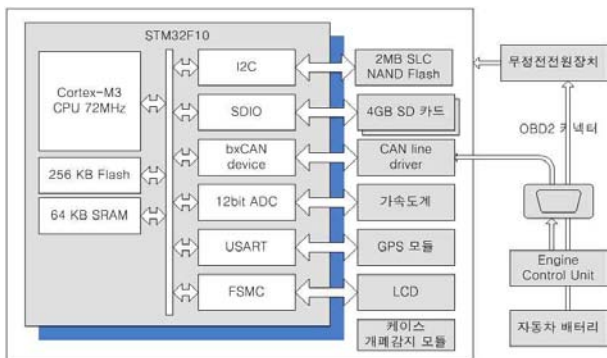 STM32F10
Cortex-M3
CPU 72MHz
256 KB Flash
64 KB SRAM
I2C
SDIO
bxCAN
device
12bit ADC
USART
FSMC
2MB SLC
NAND Flash
4GB SD 카드
CAN line
driver
가속도계
GPS 모듈
LCD
케이스
개폐감지 모듈
무정전전원장치
OBD2 커넥터
Engine
Control Unit
자동차 배터리